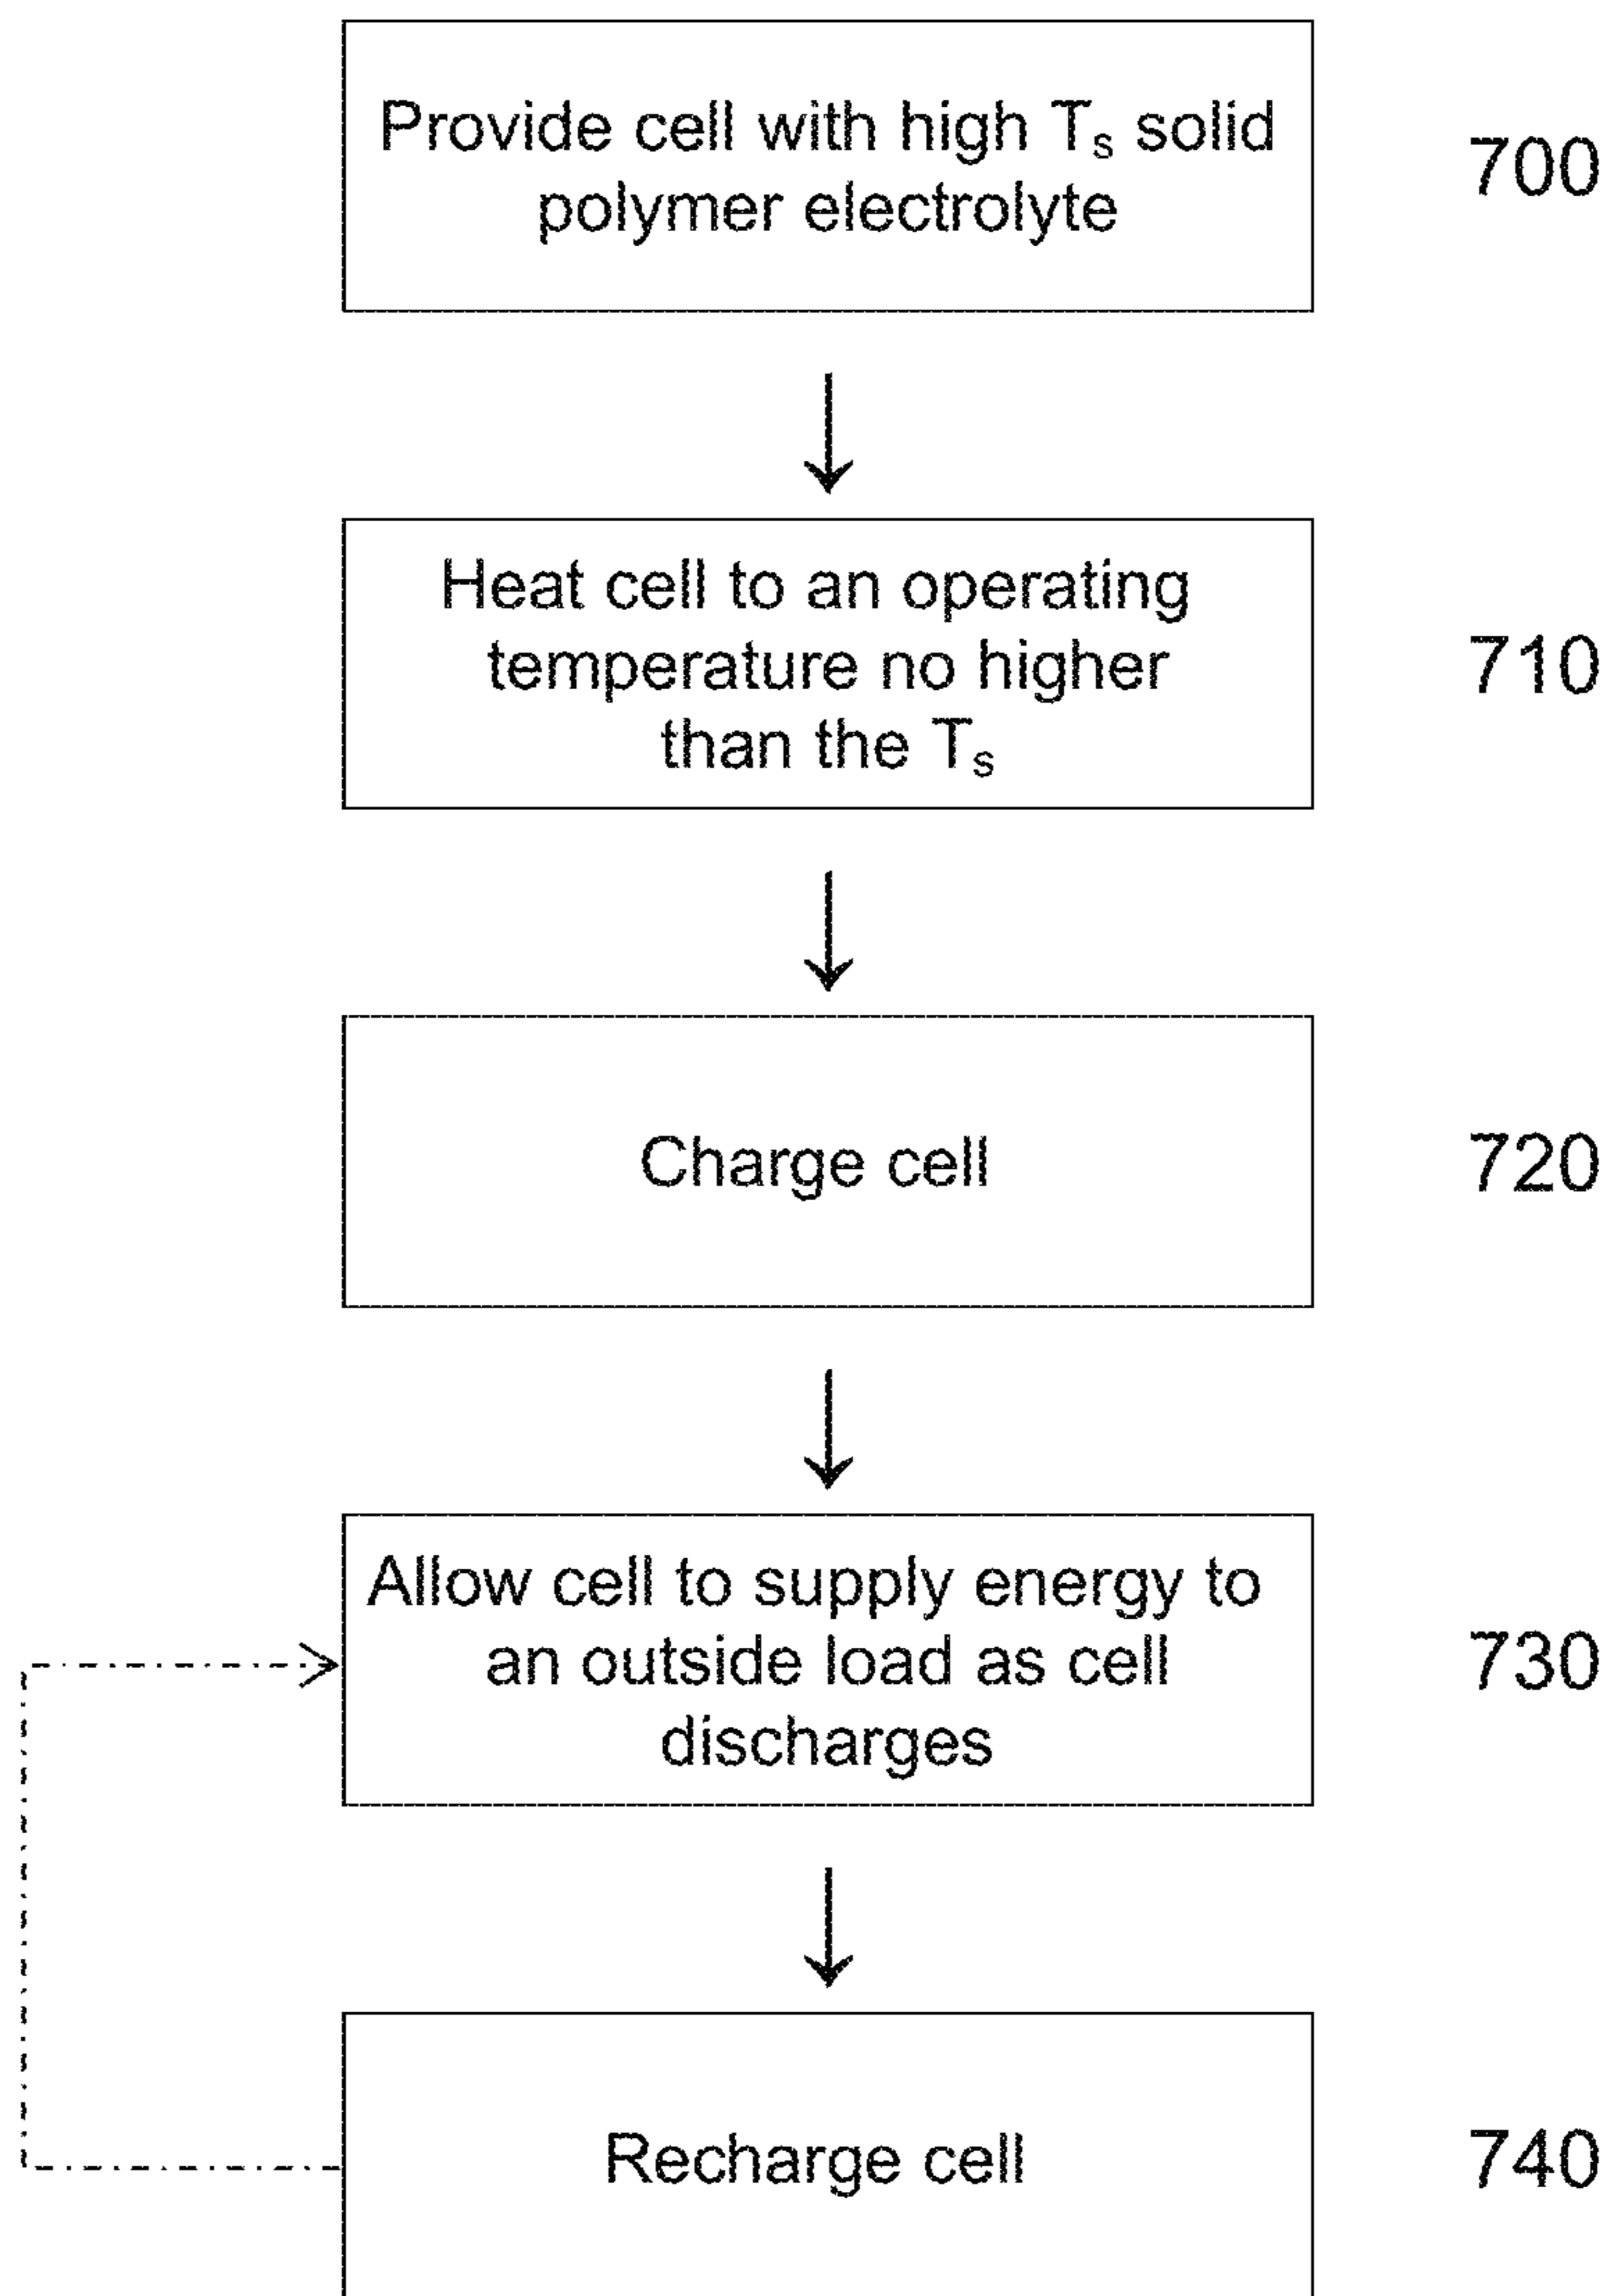 Provide cell with high Tₛ solid
polymer electrolyte
700
Heat cell to an operating
temperature no higher
than the Tₛ
710
Charge cell
720
Allow cell to supply energy to
an outside load as cell
discharges
730
Recharge cell
740